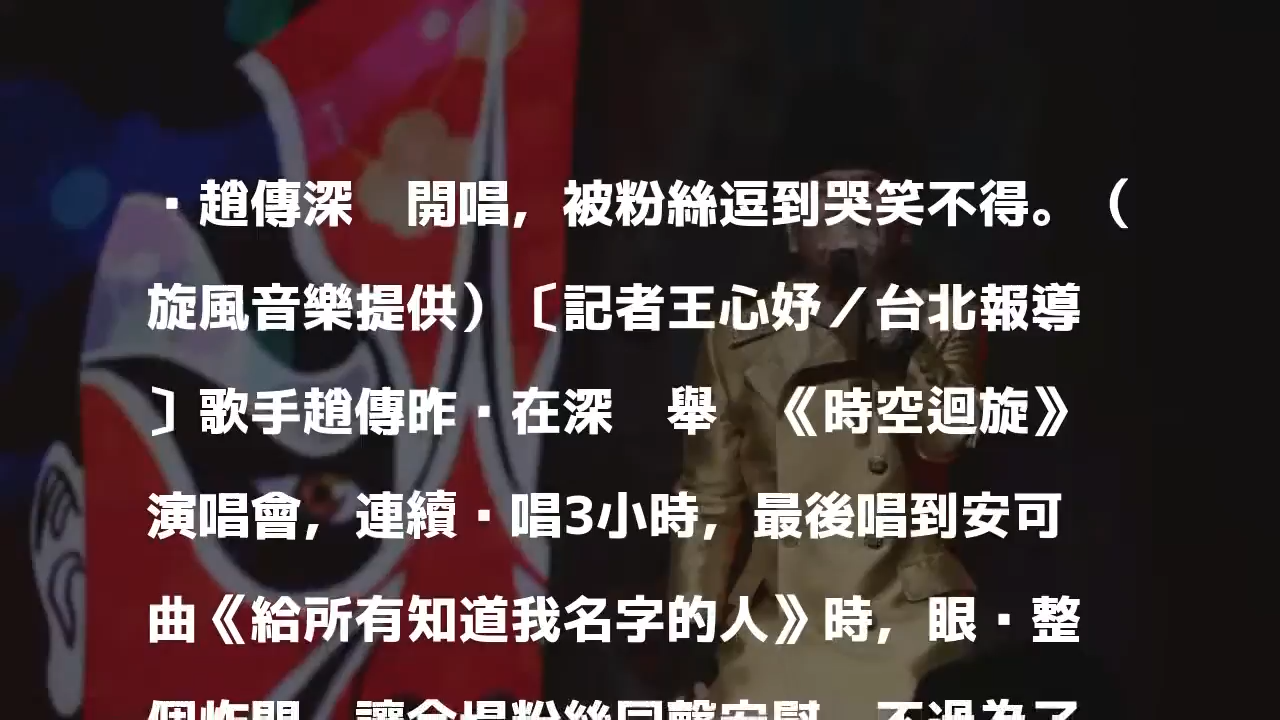 ▪趙傳深　開唱，被粉絲逗到哭笑不得。（
旋風音樂提供）〔記者王心妤／台北報導
〕歌手趙傳昨▪在深　舉　《時空迴旋》
演唱會，連續▪唱3小時，最後唱到安可
曲《給所有知道我名字的人》時，眼▪整